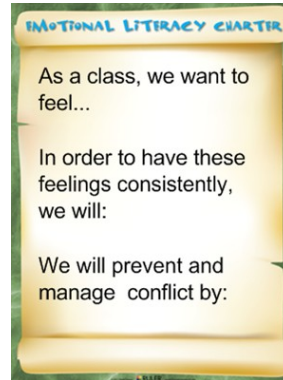 EMOTIONAL LITERACY CHARTER
As a class, we want to
feel...
In order to have these
feelings consistently,
we will:
We will prevent and
manage  conflict by: